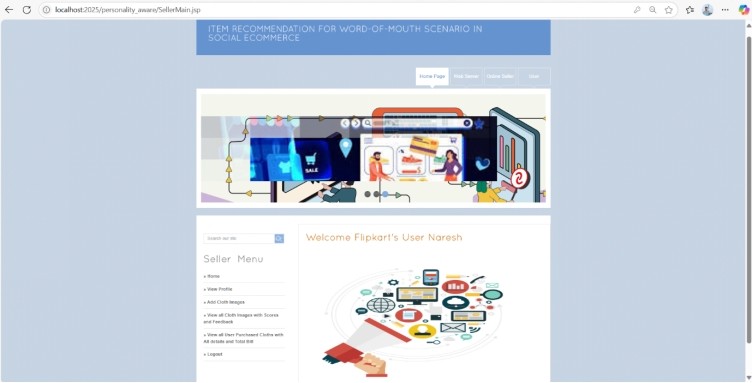 localhost:2025/personality_aware/SellerMain.jsp
ITEM RECOMMENDATION FOR WORD-OF-MOUTH SCENARIO IN
SOCIAL ECOMMERCE
Home Page
Online Seller
User
SALE
Search our site
Welcome Flipkart's User Naresh
Seller Menu
» Home
» View Profile
» Add Cloth Images
» View all Cloth Images with Scores
and Feedback
» View all User Purchased Cloths with
All details and Total Bill
» Logout